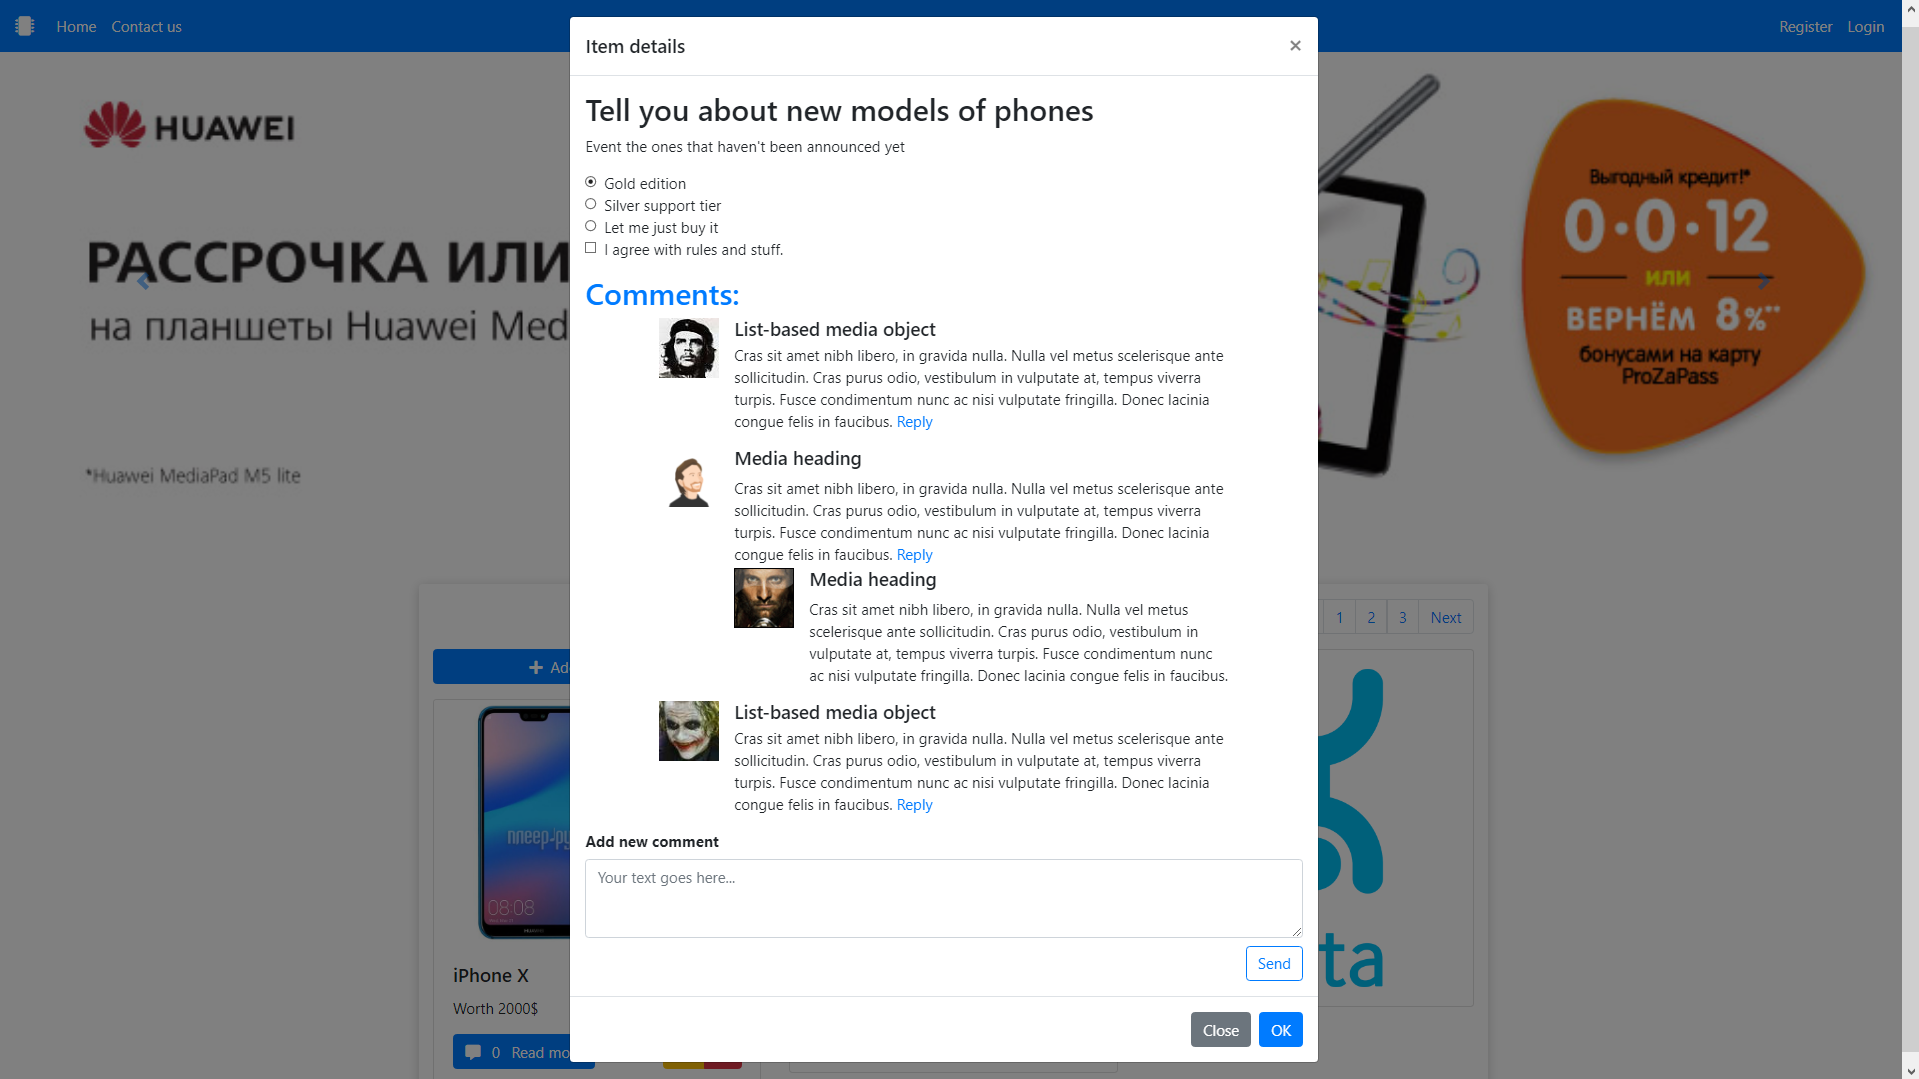 Home Contact us
Register Login
Item details
×
HUAWEI
РАССРОЧКА ИЛИ
на планшеты Huawei Med
*Huawei MediaPad M5 lite
Выгодный кредит!*
0·0·12
или
ВЕРНЁМ 8%**
бонусами на карту
ProZaPass
Tell you about new models of phones
Event the ones that haven't been announced yet
Gold edition
Silver support tier
Let me just buy it
I agree with rules and stuff.
Comments:
List-based media object
Cras sit amet nibh libero, in gravida nulla. Nulla vel metus scelerisque ante
sollicitudin. Cras purus odio, vestibulum in vulputate at, tempus viverra
turpis. Fusce condimentum nunc ac nisi vulputate fringilla. Donec lacinia
congue felis in faucibus. Reply
Media heading
Cras sit amet nibh libero, in gravida nulla. Nulla vel metus scelerisque ante
sollicitudin. Cras purus odio, vestibulum in vulputate at, tempus viverra
turpis. Fusce condimentum nunc ac nisi vulputate fringilla. Donec lacinia
congue felis in faucibus. Reply
Media heading
Cras sit amet nibh libero, in gravida nulla. Nulla vel metus
scelerisque ante sollicitudin. Cras purus odio, vestibulum in
vulputate at, tempus viverra turpis. Fusce condimentum nunc
ac nisi vulputate fringilla. Donec lacinia congue felis in faucibus.
List-based media object
Cras sit amet nibh libero, in gravida nulla. Nulla vel metus scelerisque ante
sollicitudin. Cras purus odio, vestibulum in vulputate at, tempus viverra
turpis. Fusce condimentum nunc ac nisi vulputate fringilla. Donec lacinia
congue felis in faucibus. Reply
Add new comment
Your text goes here...
Send
Close OK
1 2 3 Next
Ad
плеер-ру
08:08
HUAWEI
iPhone X
Worth 2000$
0 Read mo
ta